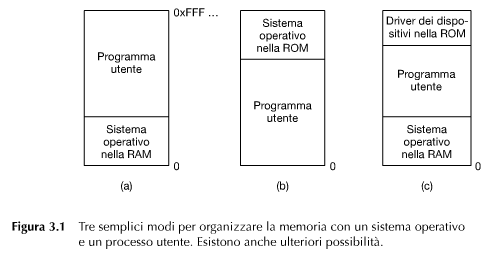 0xFFF ...
Programma
utente
Sistema
operativo
nella RAM
0
(a)
Sistema
operativo
nella ROM
Programma
utente
0
(b)
Driver dei dispo-
sitivi nella ROM
Programma
utente
Sistema
operativo
nella RAM
0
(c)
Figura 3.1 Tre semplici modi per organizzare la memoria con un sistema operativo
e un processo utente. Esistono anche ulteriori possibilità.